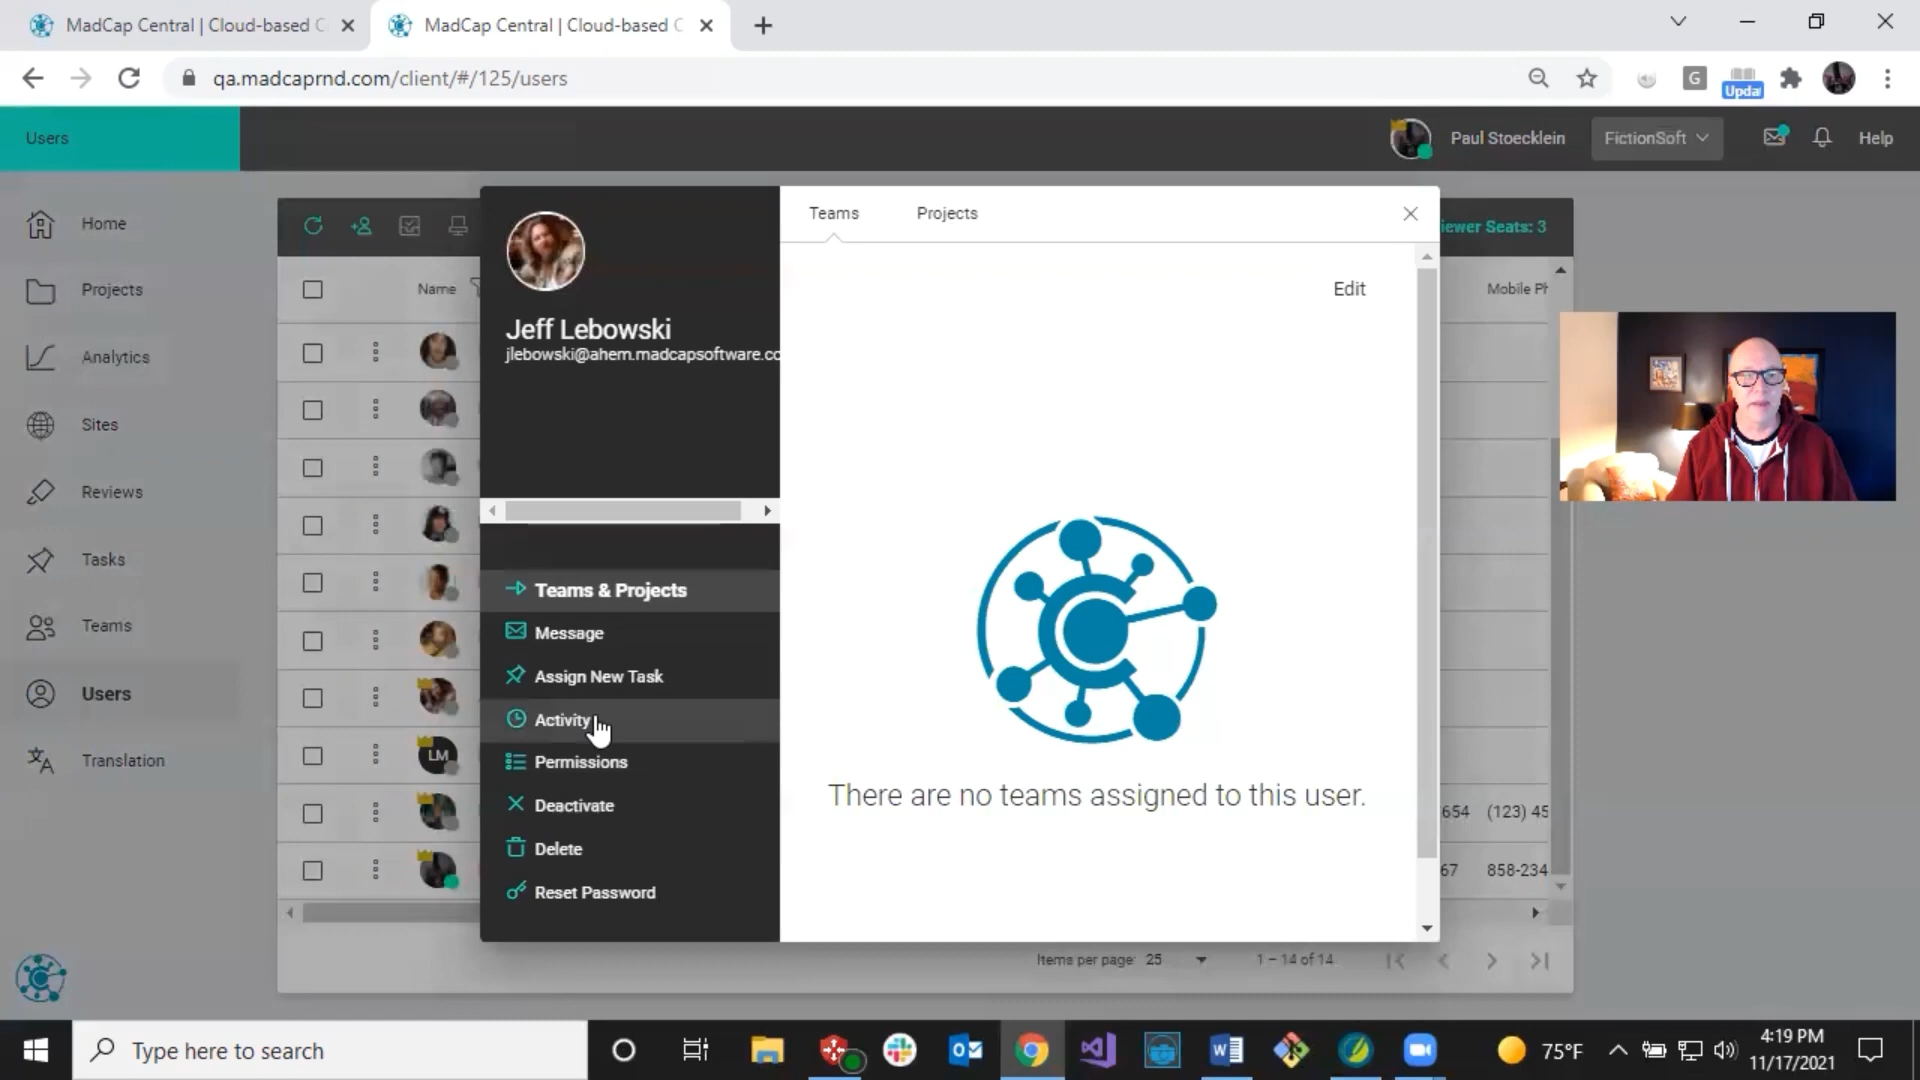 MadCap Central | Cloud-based C
MadCap Central | Cloud-based C
qa.madcaprnd.com/client/#/125/users
G
Updat
Users
Paul Stoecklein
FictionSoft
Help
Home
Projects
Analytics
Sites
Reviews
Tasks
Teams
Users
Translation
Name
LM
Jeff Lebowski
jlebowski@ahem.madcapsoftware.co
Teams & Projects
Message
Assign New Task
Activity
Permissions
Deactivate
Delete
Reset Password
Teams Projects
Edit
There are no teams assigned to this user.
iewer Seats: 3
Mobile Ph
654 (123) 45
67 858-234
Items per page: 25 1 – 14 of 14
Type here to search
75°F
4:19 PM
11/17/2021